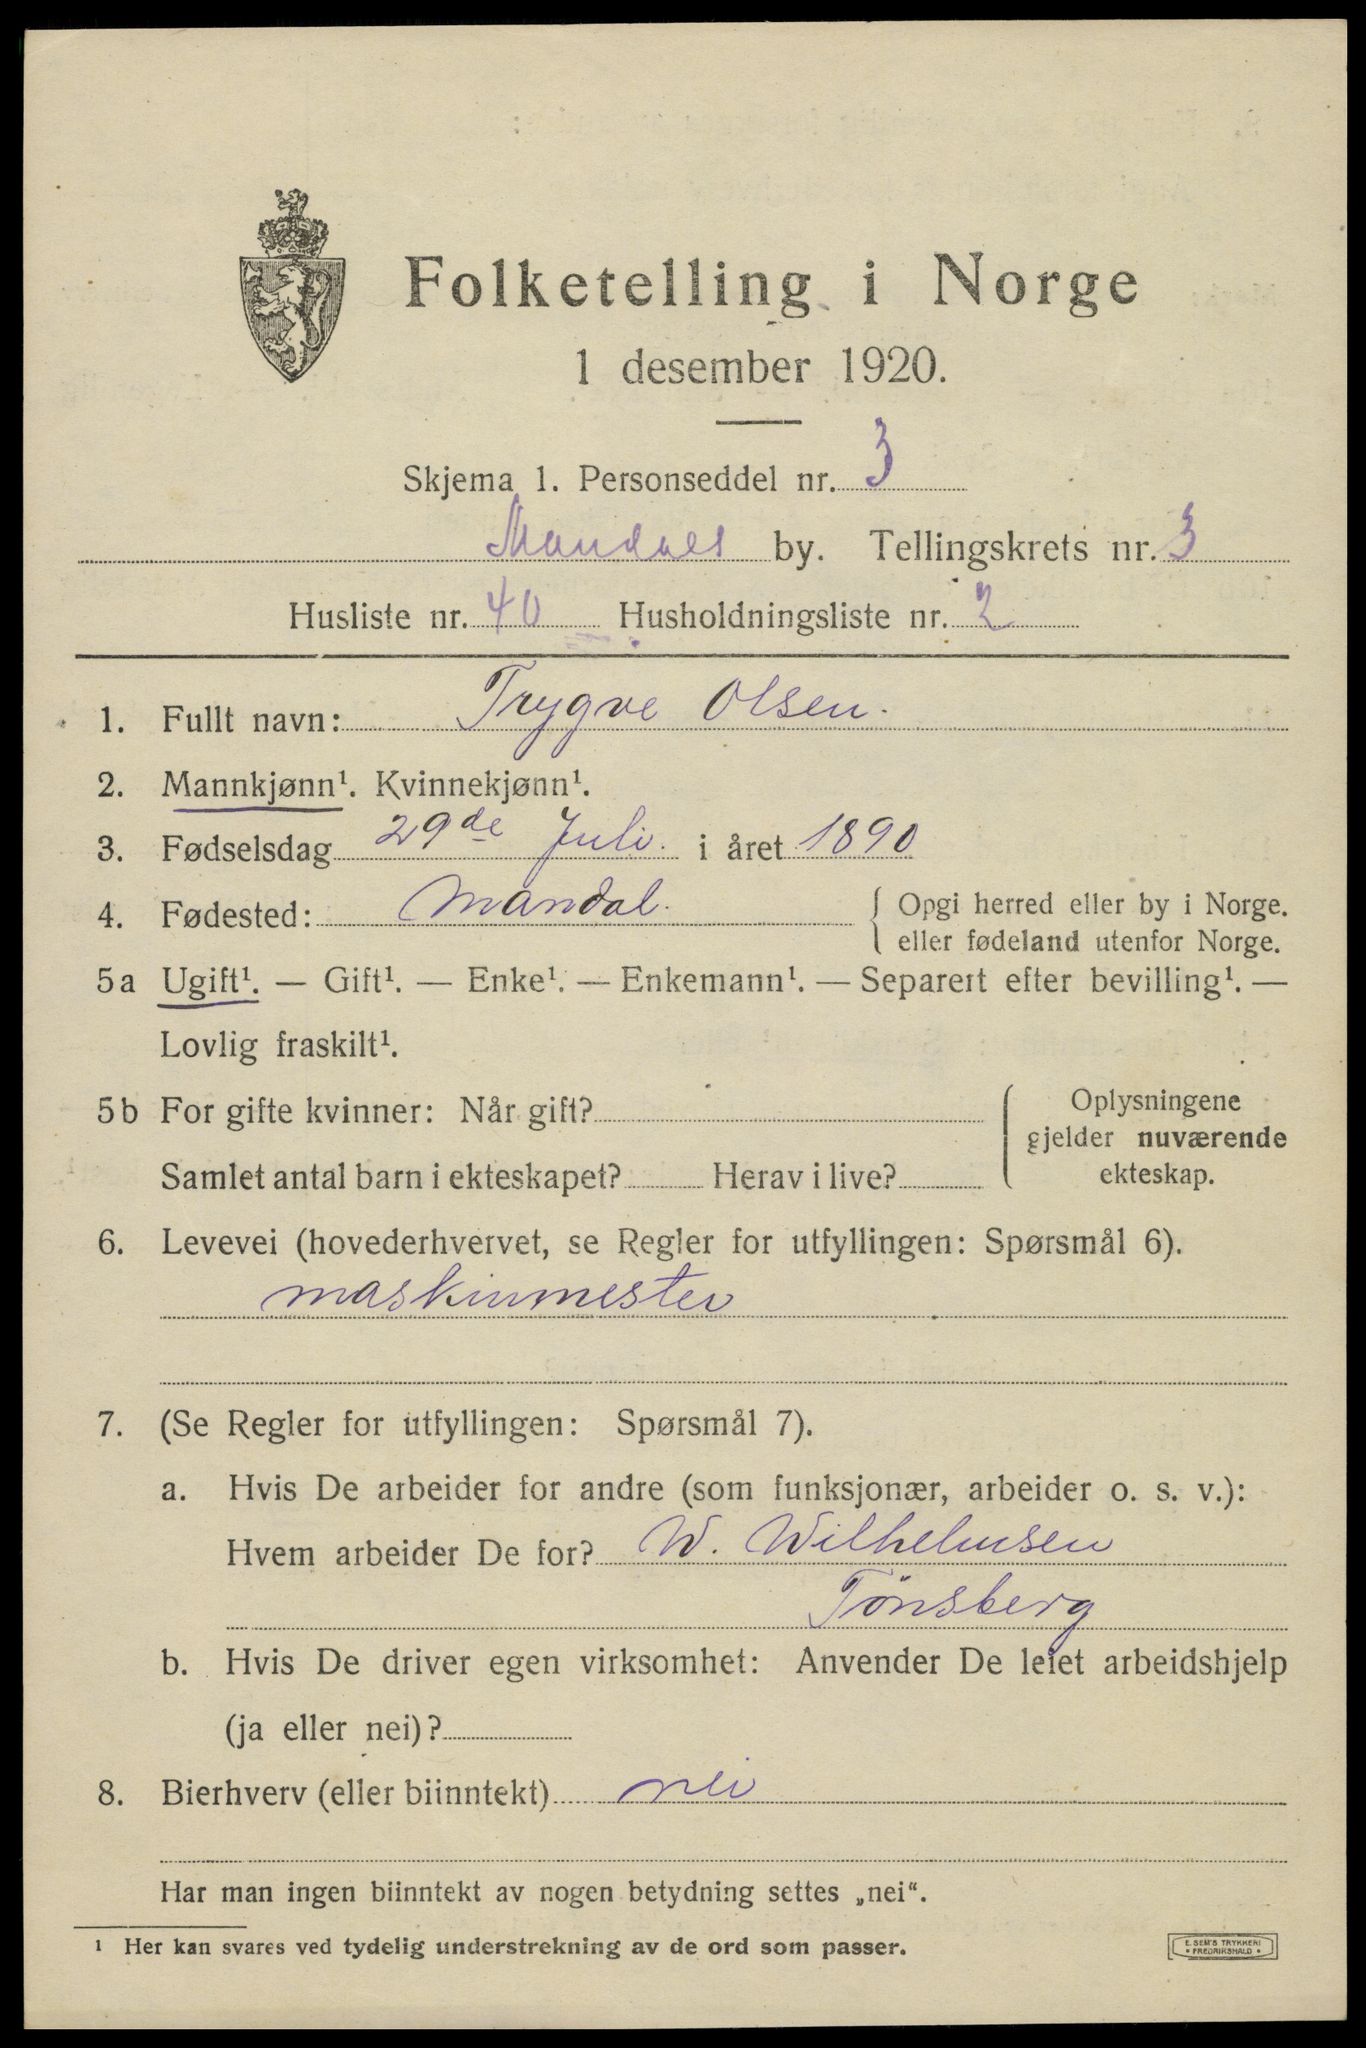 Folketelling i Norge
1 desember 1920.
Skjema 1. Personseddel nr. 3
Mandals by. Tellingskrets nr. 3
Husliste nr. 40 Husholdningsliste nr. 2
1. Fullt navn: Trygve Olsen.
2. Mannkjønn¹. Kvinnekjønn¹.
3. Fødselsdag 29de Juli. i året 1890
4. Fødested: Mandal. { Opgi herred eller by i Norge.
eller fødeland utenfor Norge.
5a Ugift¹. — Gift¹. — Enke¹. — Enkemann¹. — Separert efter bevilling¹. —
Lovlig fraskilt¹.
5b For gifte kvinner: Når gift?
Samlet antal barn i ekteskapet? Herav i live?
Oplysningene
gjelder nuværende
ekteskap.
6. Levevei (hovederhvervet, se Regler for utfyllingen: Spørsmål 6).
maskinmester
7. (Se Regler for utfyllingen: Spørsmål 7).
a. Hvis De arbeider for andre (som funksjonær, arbeider o. s. v.):
Hvem arbeider De for? W. Wilhelmsen
Tønsberg
b. Hvis De driver egen virksomhet: Anvender De leiet arbeidshjelp
(ja eller nei)?
8. Bierhverv (eller biinntekt) nei
Har man ingen biinntekt av nogen betydning settes „nei“.
¹ Her kan svares ved tydelig understrekning av de ord som passer.
E. SEM'S TRYKKERI
• FREDRIKSHALD •